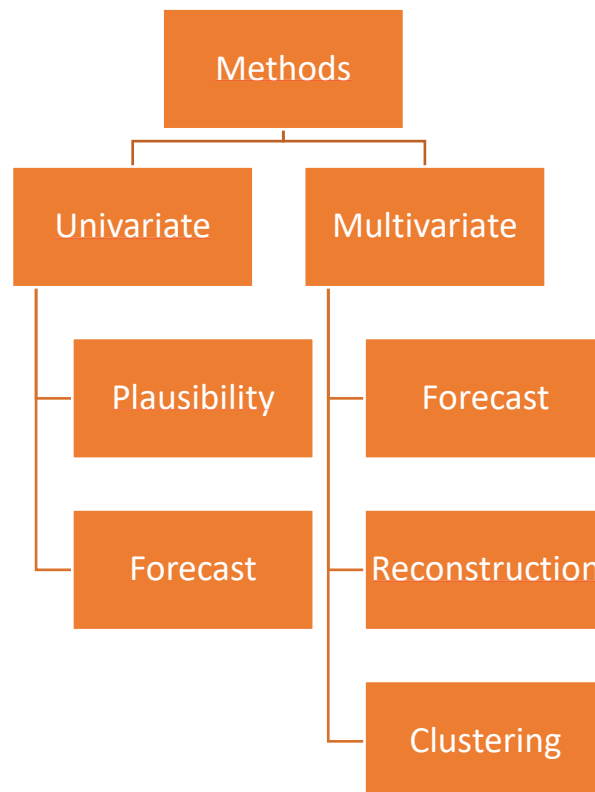 Methods
Univariate
Multivariate
Plausibility
Forecast
Forecast
Reconstruction
Clustering